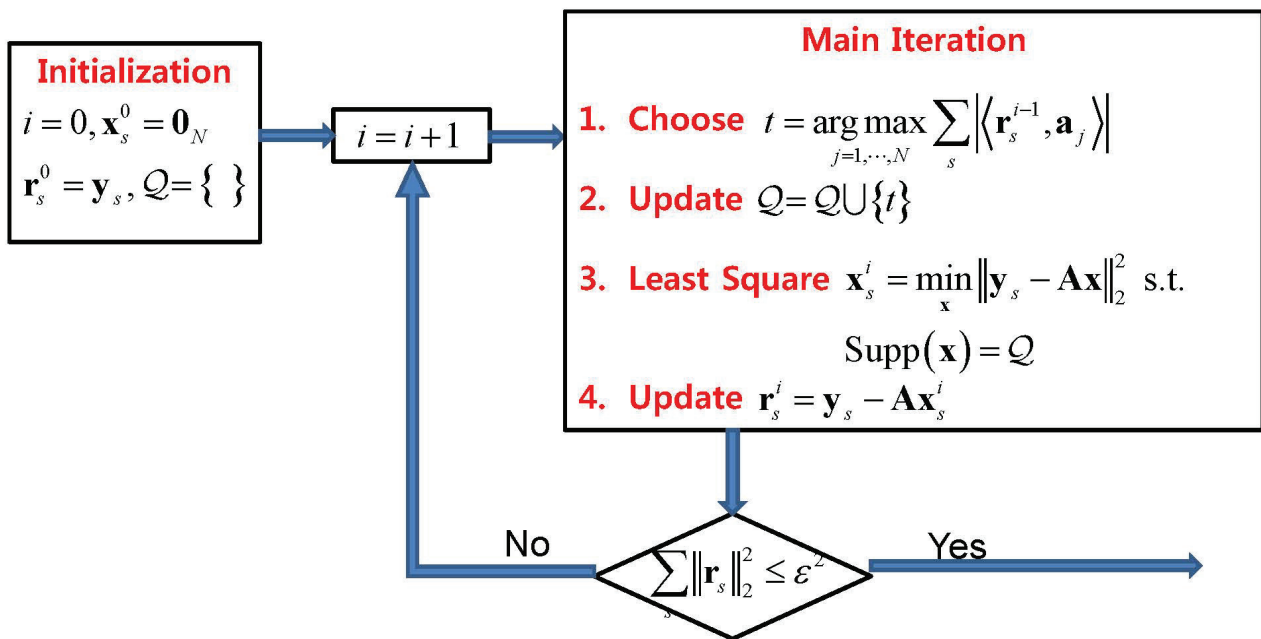 Initialization
i = 0, x_s^0 = 0_N
r_s^0 = y_s, Q = { }
i = i + 1
Main Iteration
1. Choose t = arg max_{j=1,⋯,N} ∑_s |⟨r_s^{i−1}, a_j⟩|
2. Update Q = Q ∪ {t}
3. Least Square x_s^i = min_x ‖y_s − Ax‖_2^2 s.t.
Supp(x) = Q
4. Update r_s^i = y_s − Ax_s^i
No
∑_s ‖r_s‖_2^2 ≤ ε^2
Yes